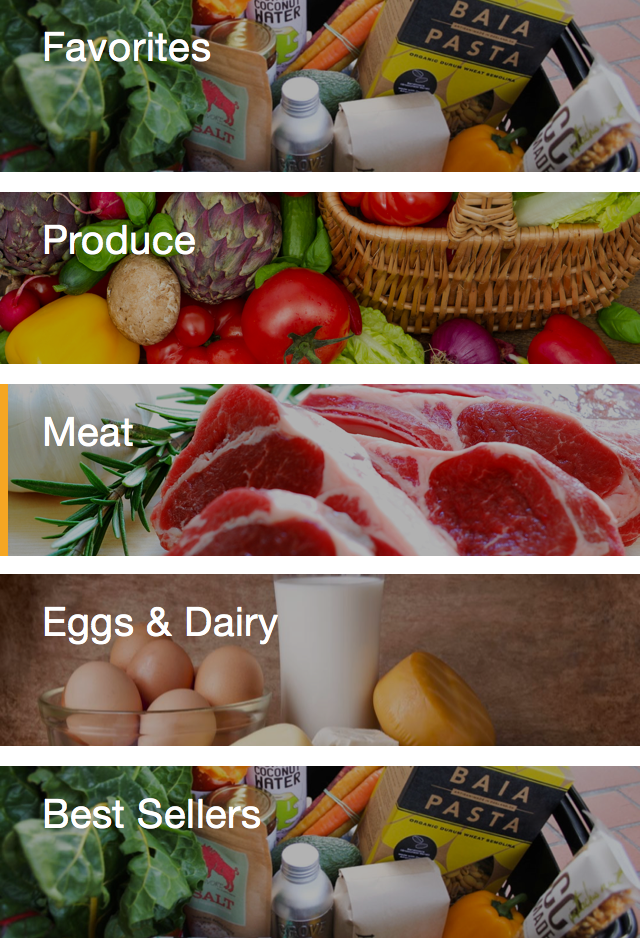 COCONUT
WATER
Favorites
BAIA
PASTA
ORGANIC DURUM WHEAT SEMOLINA
SALT
Produce
Meat
Eggs & Dairy
COCONUT
WATER
Best Sellers
BAIA
PASTA
ORGANIC DURUM WHEAT SEMOLINA
SALT